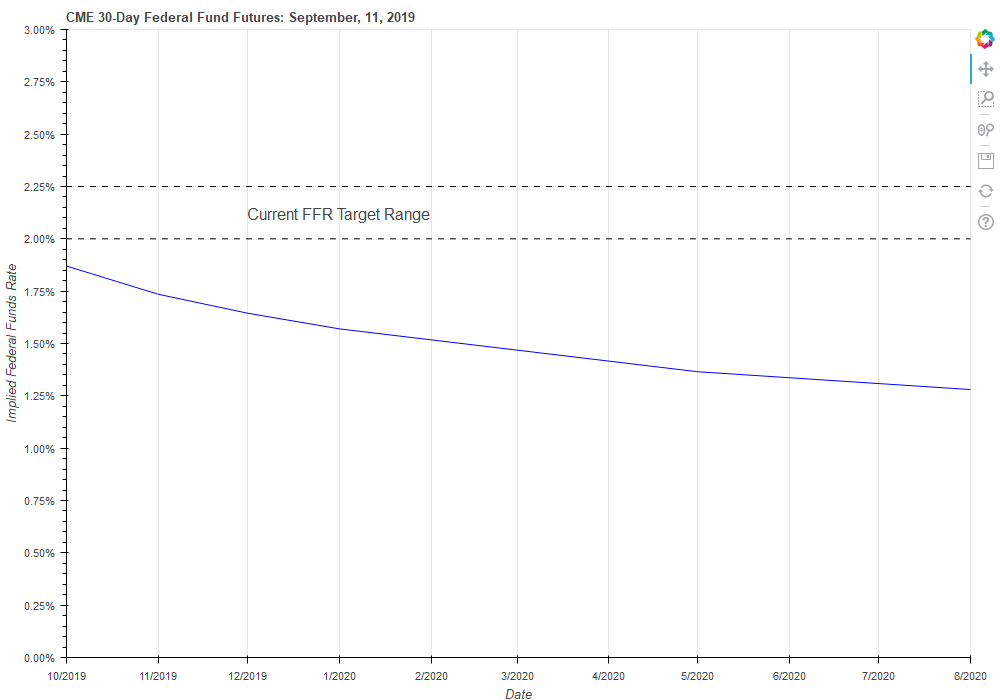 CME 30-Day Federal Fund Futures: September, 11, 2019
3.00%
2.75%
2.50%
2.25%
Current FFR Target Range
2.00%
1.75%
1.50%
1.25%
1.00%
0.75%
0.50%
0.25%
0.00%
Implied Federal Funds Rate
10/2019 11/2019 12/2019 1/2020 2/2020 3/2020 4/2020 5/2020 6/2020 7/2020 8/2020
Date